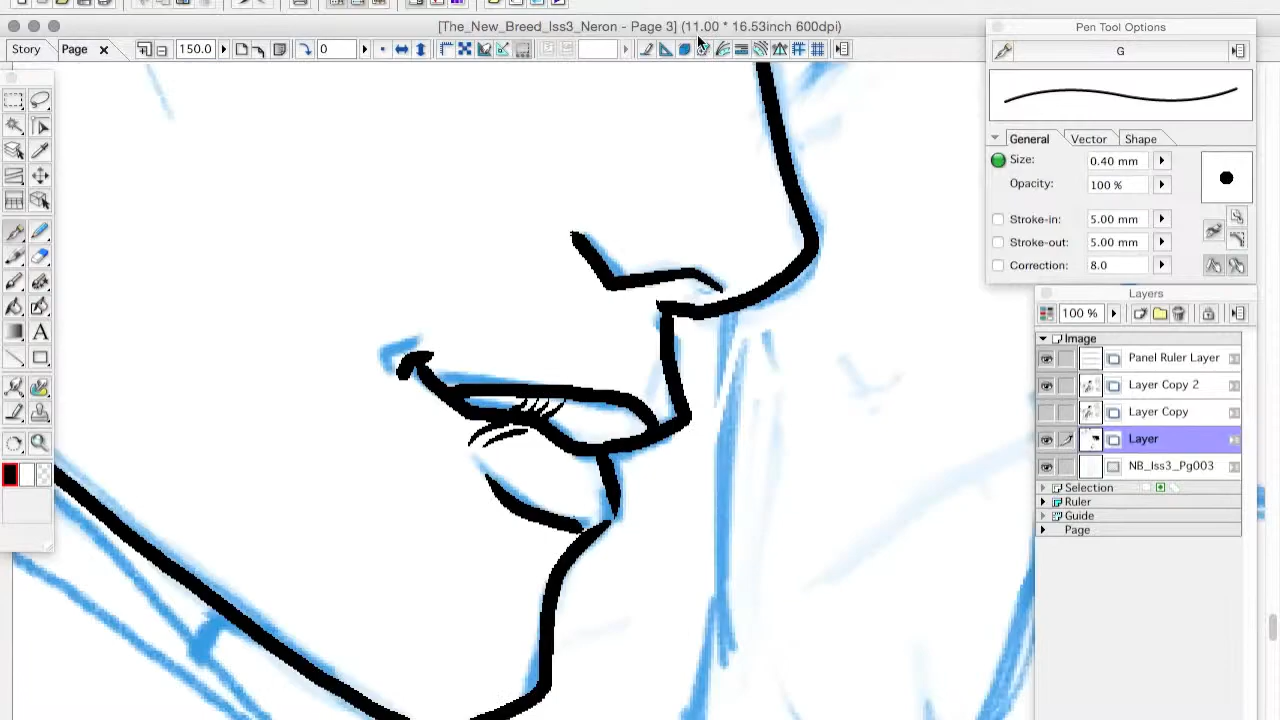 [The_New_Breed_Iss3_Neron - Page 3] (11.00 * 16.53inch 600dpi)
Story
Page
150.0
0
Pen Tool Options
G
General
Vector
Shape
Size:
0.40 mm
Opacity:
100 %
Stroke-in:
5.00 mm
Stroke-out:
5.00 mm
Correction:
8.0
Layers
100 %
Image
Panel Ruler Layer
Layer Copy 2
Layer Copy
Layer
NB_Iss3_Pg003
Selection
Ruler
Guide
Page
A